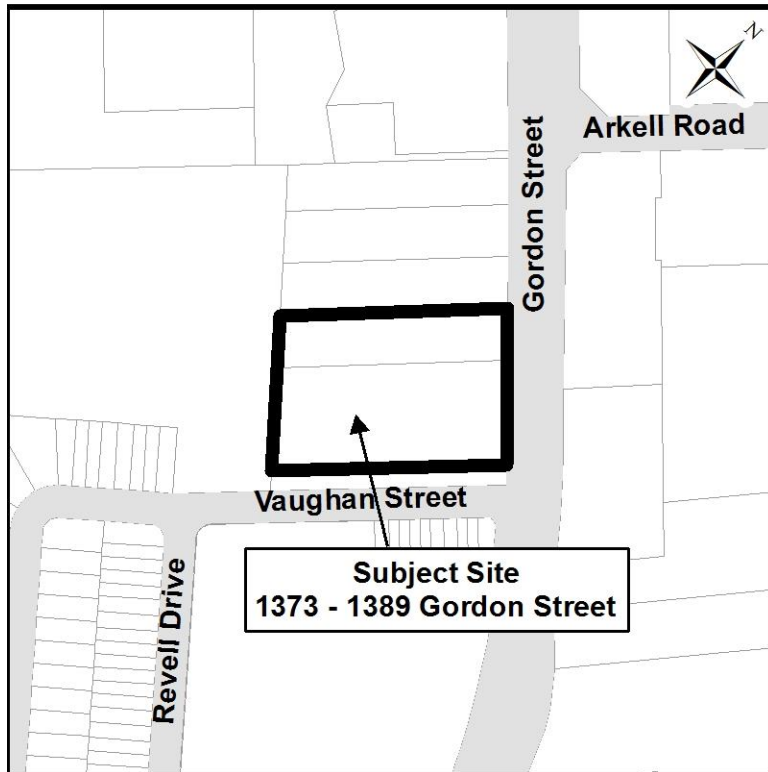 N
Arkell Road
Gordon Street
Vaughan Street
Subject Site
1373 - 1389 Gordon Street
Revell Drive